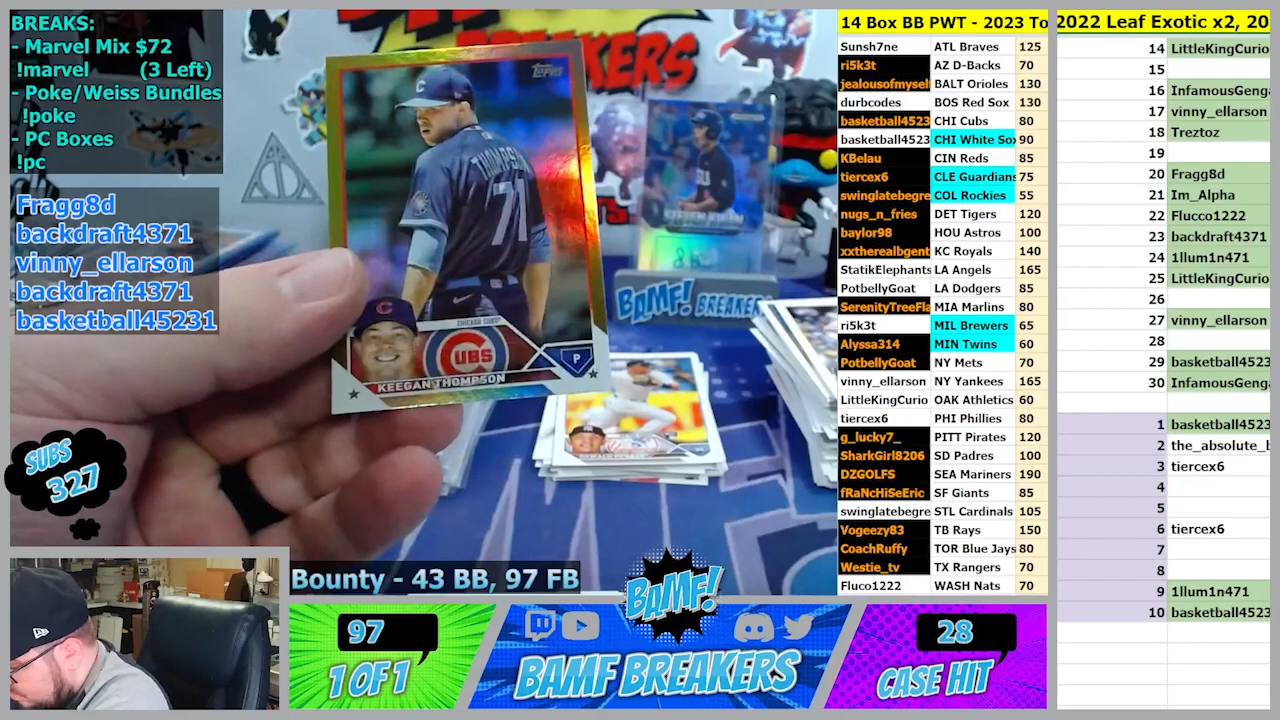 BREAKS:
- Marvel Mix $72
!marvel (3 Left)
- Poke/Weiss Bundles
!poke
- PC Boxes
!pc
Fragg8d
backdraft4371
vinny_ellarson
backdraft4371
basketball45231
SUBS
327
BREAKERS
Topps
C
THOMPSON
71
CHICAGO CUBS
CUBS
P
KEEGAN THOMPSON
BAMF! BREAKERS
Bounty - 43 BB, 97 FB
97
1 OF 1
BAMF!
BAMF BREAKERS
28
CASE HIT
14 Box BB PWT - 2023 To
Sunsh7ne ATL Braves 125
ri5k3t AZ D-Backs 70
jealousofmysel BALT Orioles 130
durbcodes BOS Red Sox 130
basketball4523 CHI Cubs 80
basketball4523 CHI White Sox 90
KBelau CIN Reds 85
tiercex6 CLE Guardians 75
swinglatebegre COL Rockies 55
nugs_n_fries DET Tigers 120
baylor98 HOU Astros 100
xxtherealbgent KC Royals 140
StatikElephants LA Angels 165
PotbellyGoat LA Dodgers 85
SerenityTreeFla MIA Marlins 80
ri5k3t MIL Brewers 65
Alyssa314 MIN Twins 60
PotbellyGoat NY Mets 70
vinny_ellarson NY Yankees 165
LittleKingCurio OAK Athletics 60
tiercex6 PHI Phillies 80
g_lucky7_ PITT Pirates 120
SharkGirl8206 SD Padres 100
DZGOLFS SEA Mariners 190
fRaNcHiSeEric SF Giants 85
swinglatebegre STL Cardinals 105
Vogeezy83 TB Rays 150
CoachRuffy TOR Blue Jays 80
Westie_tv TX Rangers 70
Fluco1222 WASH Nats 70
2022 Leaf Exotic x2, 20
14 LittleKingCurio
15
16 InfamousGenga
17 vinny_ellarson
18 Treztoz
19
20 Fragg8d
21 Im_Alpha
22 Flucco1222
23 backdraft4371
24 1llum1n471
25 LittleKingCurio
26
27 vinny_ellarson
28
29 basketball4523
30 InfamousGenga
1 basketball4523
2 the_absolute_b
3 tiercex6
4
5
6 tiercex6
7
8
9 1llum1n471
10 basketball4523